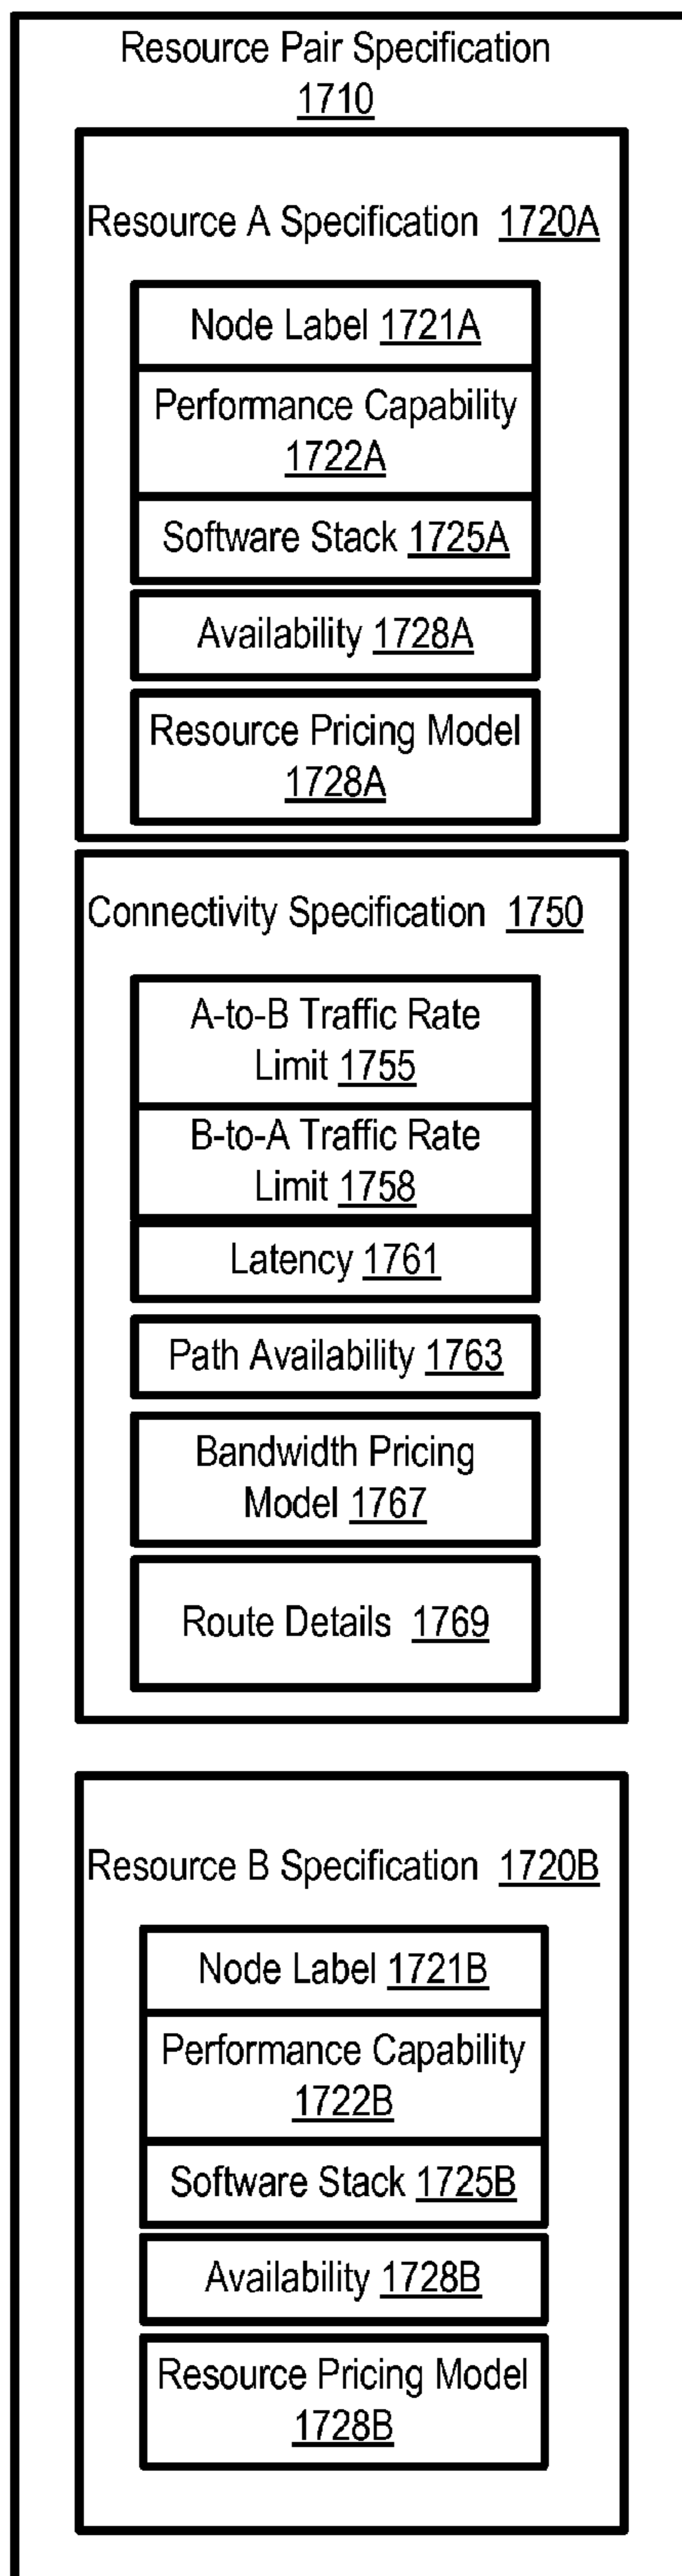 Resource Pair Specification
1710
Resource A Specification 1720A
Node Label 1721A
Performance Capability
1722A
Software Stack 1725A
Availability 1728A
Resource Pricing Model
1728A
Connectivity Specification 1750
A-to-B Traffic Rate
Limit 1755
B-to-A Traffic Rate
Limit 1758
Latency 1761
Path Availability 1763
Bandwidth Pricing
Model 1767
Route Details 1769
Resource B Specification 1720B
Node Label 1721B
Performance Capability
1722B
Software Stack 1725B
Availability 1728B
Resource Pricing Model
1728B